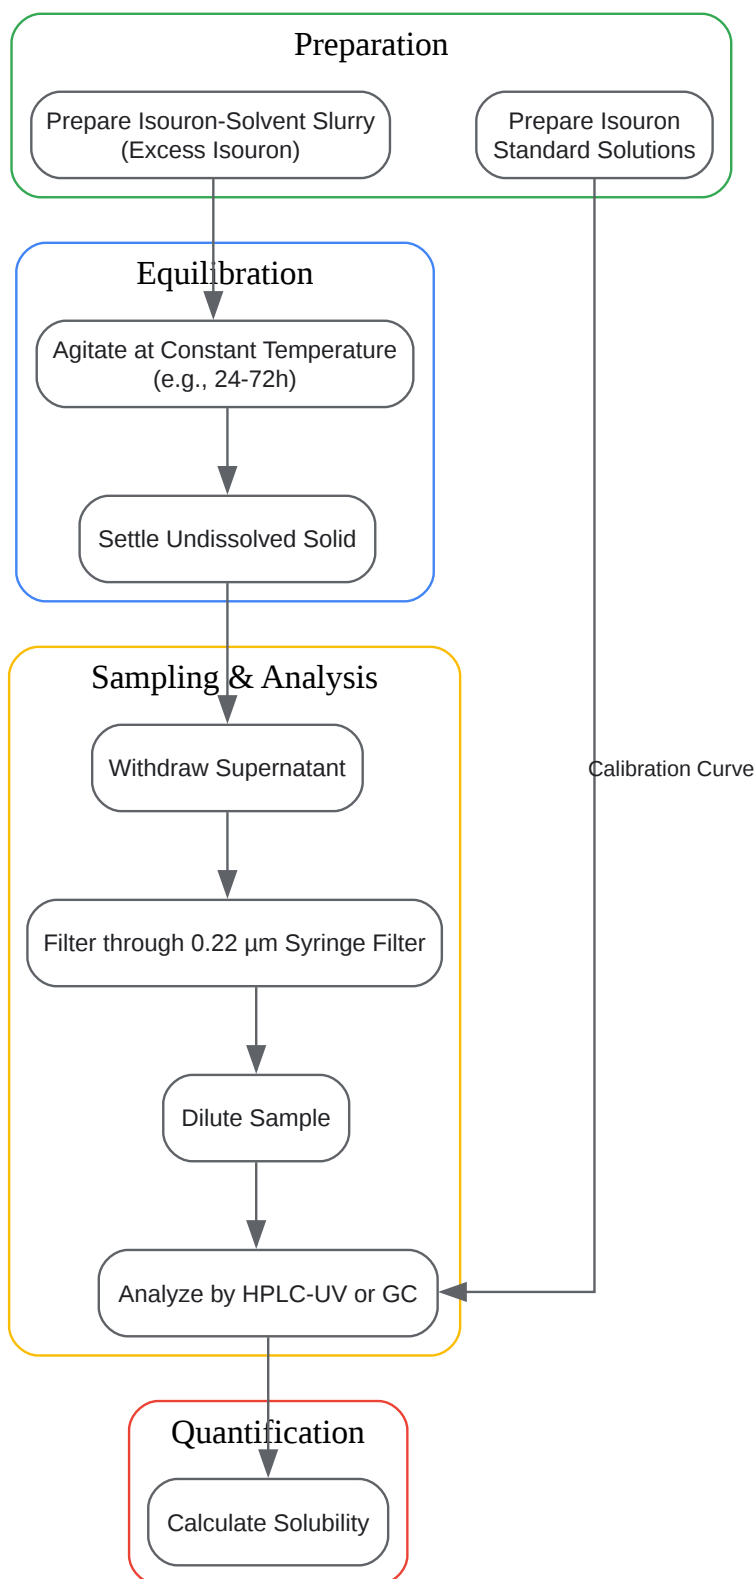 Preparation
Prepare Isouron-Solvent Slurry
(Excess Isouron)
Prepare Isouron
Standard Solutions
Equilibration
Agitate at Constant Temperature
(e.g., 24-72h)
Settle Undissolved Solid
Sampling & Analysis
Withdraw Supernatant
Calibration Curve
Filter through 0.22 µm Syringe Filter
Dilute Sample
Analyze by HPLC-UV or GC
Quantification
Calculate Solubility